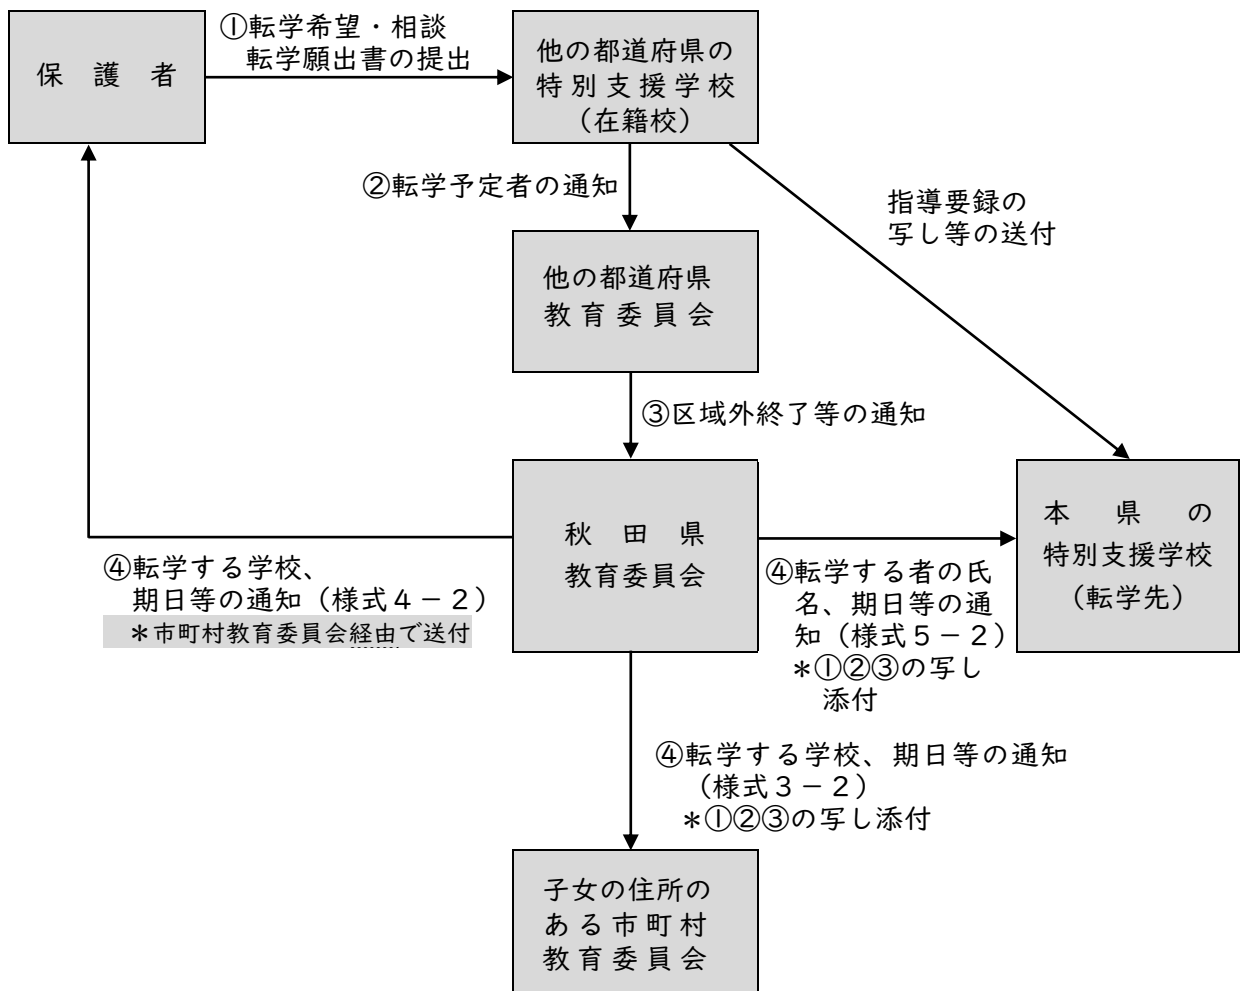 保護者
①転学希望・相談
転学願出書の提出
他の都道府県の
特別支援学校
（在籍校）
②転学予定者の通知
指導要録の
写し等の送付
他の都道府県
教育委員会
③区域外終了等の通知
秋田県
教育委員会
本県の
特別支援学校
（転学先）
④転学する学校、
期日等の通知（様式４－２）
＊市町村教育委員会経由で送付
④転学する者の氏
名、期日等の通
知（様式５－２）
＊①②③の写し
添付
④転学する学校、期日等の通知
（様式３－２）
＊①②③の写し添付
子女の住所の
ある市町村
教育委員会